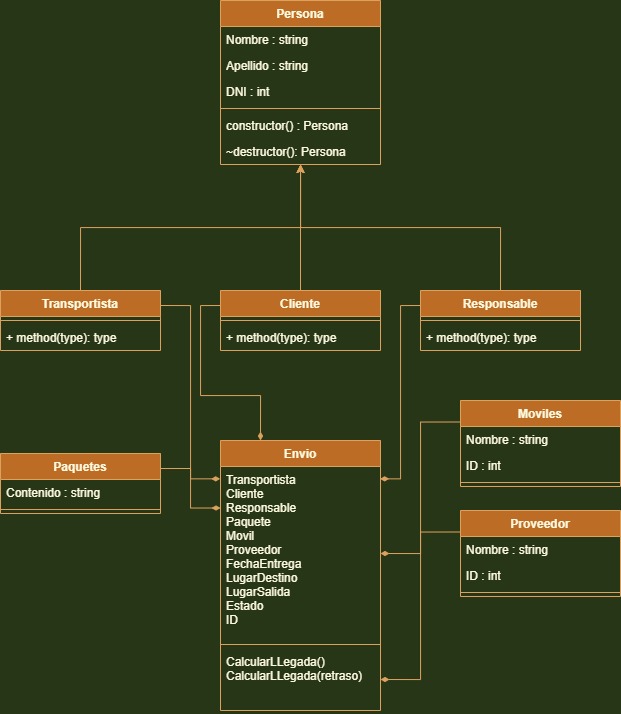 Persona
Nombre : string
Apellido : string
DNI : int
constructor() : Persona
~destructor(): Persona
Transportista
+ method(type): type
Cliente
+ method(type): type
Responsable
+ method(type): type
Paquetes
Contenido : string
Envio
Transportista
Cliente
Responsable
Paquete
Movil
Proveedor
FechaEntrega
LugarDestino
LugarSalida
Estado
ID
CalcularLLegada()
CalcularLLegada(retraso)
Moviles
Nombre : string
ID : int
Proveedor
Nombre : string
ID : int